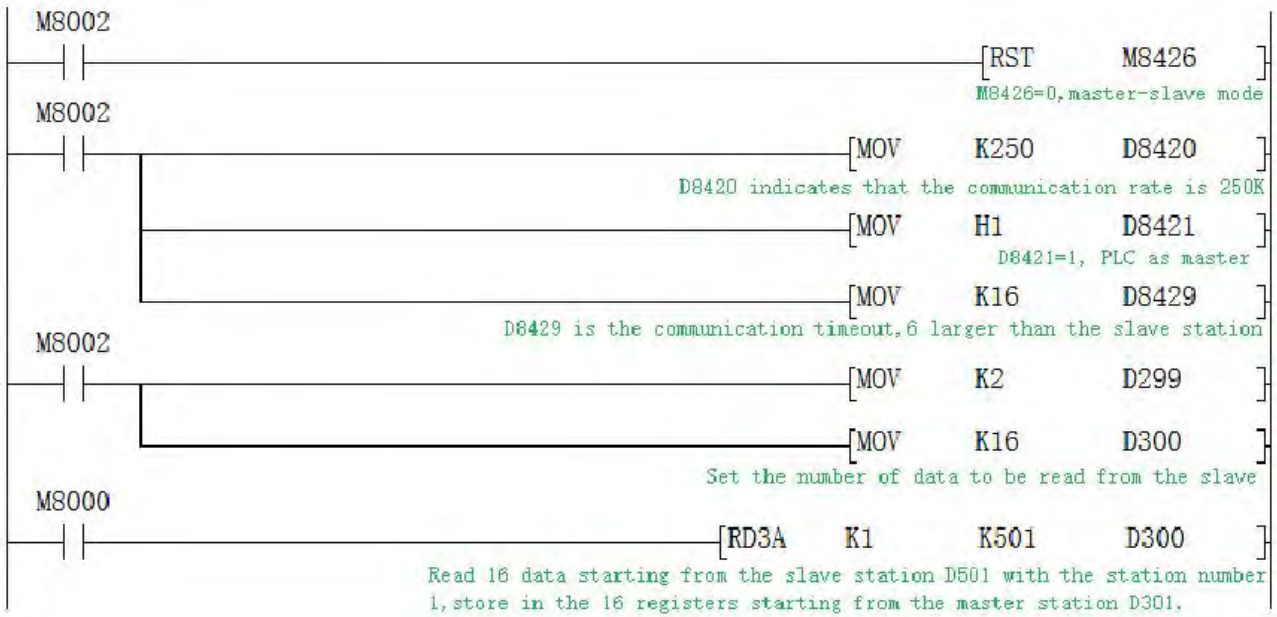 M8002
[RST M8426 ]
M8426=0,master-slave mode
M8002
[MOV K250 D8420 ]
D8420 indicates that the communication rate is 250K
[MOV H1 D8421 ]
D8421=1, PLC as master
[MOV K16 D8429 ]
D8429 is the communication timeout,6 larger than the slave station
M8002
[MOV K2 D299 ]
[MOV K16 D300 ]
Set the number of data to be read from the slave
M8000
[RD3A K1 K501 D300 ]
Read 16 data starting from the slave station D501 with the station number
1,store in the 16 registers starting from the master station D301.